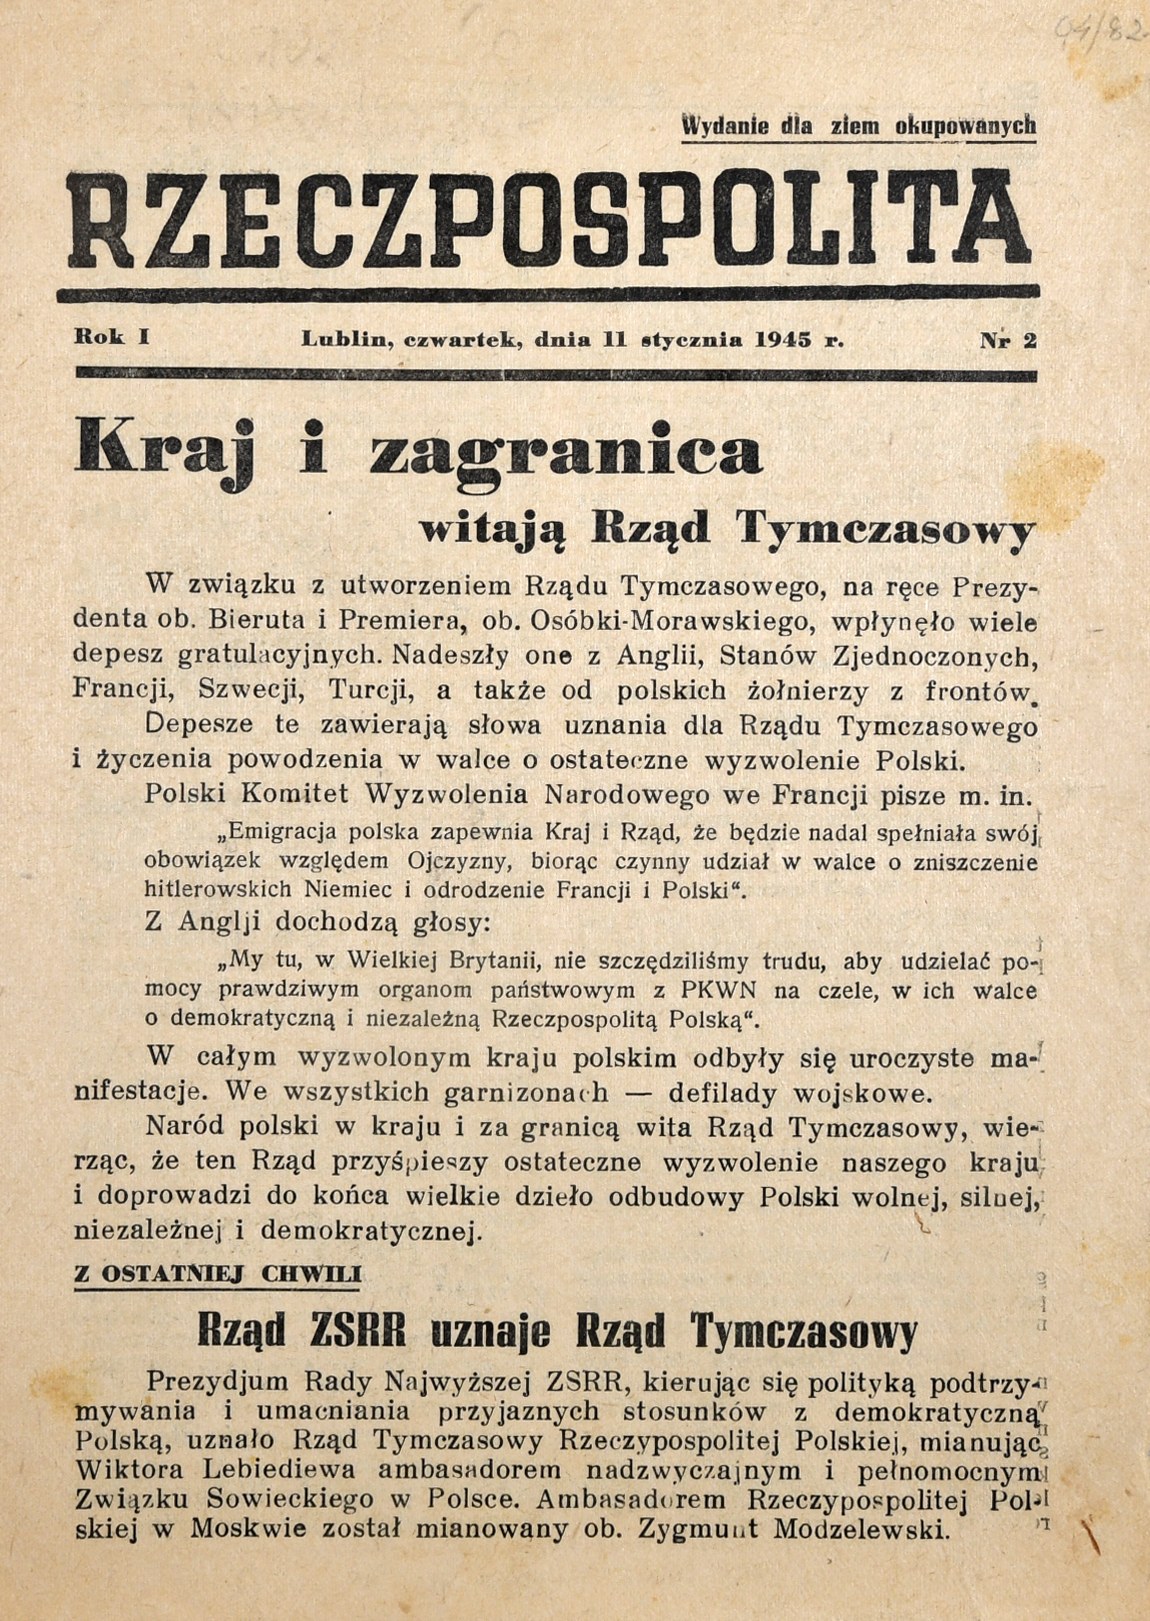 94/82
Wydanie dla ziem okupowanych
RZECZPOSPOLITA
Rok I Lublin, czwartek, dnia 11 stycznia 1945 r. Nr 2
Kraj i zagranica
witają Rząd Tymczasowy
W związku z utworzeniem Rządu Tymczasowego, na ręce Prezy-
denta ob. Bieruta i Premiera, ob. Osóbki-Morawskiego, wpłynęło wiele
depesz gratulacyjnych. Nadeszły one z Anglii, Stanów Zjednoczonych,
Francji, Szwecji, Turcji, a także od polskich żołnierzy z frontów.
Depesze te zawierają słowa uznania dla Rządu Tymczasowego
i życzenia powodzenia w walce o ostateczne wyzwolenie Polski.
Polski Komitet Wyzwolenia Narodowego we Francji pisze m. in.
„Emigracja polska zapewnia Kraj i Rząd, że będzie nadal spełniała swój
obowiązek względem Ojczyzny, biorąc czynny udział w walce o zniszczenie
hitlerowskich Niemiec i odrodzenie Francji i Polski“.
Z Anglji dochodzą głosy:
„My tu, w Wielkiej Brytanii, nie szczędziliśmy trudu, aby udzielać po-
mocy prawdziwym organom państwowym z PKWN na czele, w ich walce
o demokratyczną i niezależną Rzeczpospolitą Polską“.
W całym wyzwolonym kraju polskim odbyły się uroczyste ma-
nifestacje. We wszystkich garnizonach — defilady wojskowe.
Naród polski w kraju i za granicą wita Rząd Tymczasowy, wie-
rząc, że ten Rząd przyśpieszy ostateczne wyzwolenie naszego kraju
i doprowadzi do końca wielkie dzieło odbudowy Polski wolnej, silnej,
niezależnej i demokratycznej.
Z OSTATNIEJ CHWILI
Rząd ZSRR uznaje Rząd Tymczasowy
Prezydjum Rady Najwyższej ZSRR, kierując się polityką podtrzy-
mywania i umacniania przyjaznych stosunków z demokratyczną
Polską, uznało Rząd Tymczasowy Rzeczypospolitej Polskiej, mianując
Wiktora Lebiediewa ambasadorem nadzwyczajnym i pełnomocnym
Związku Sowieckiego w Polsce. Ambasadorem Rzeczypospolitej Pol-
skiej w Moskwie został mianowany ob. Zygmunt Modzelewski.